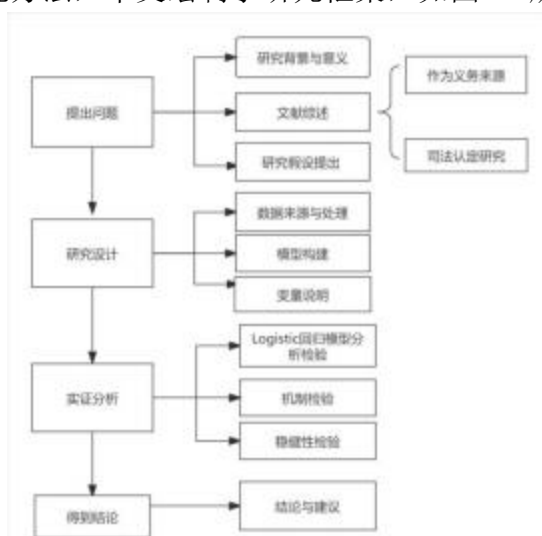 研究背景与意义
作为义务来源
提出问题
文献综述
司法认定研究
研究假设提出
数据来源与处理
研究设计
模型构建
变量说明
Logistic回归模型分
析检验
实证分析
机制检验
稳健性检验
得到结论
结论与建议